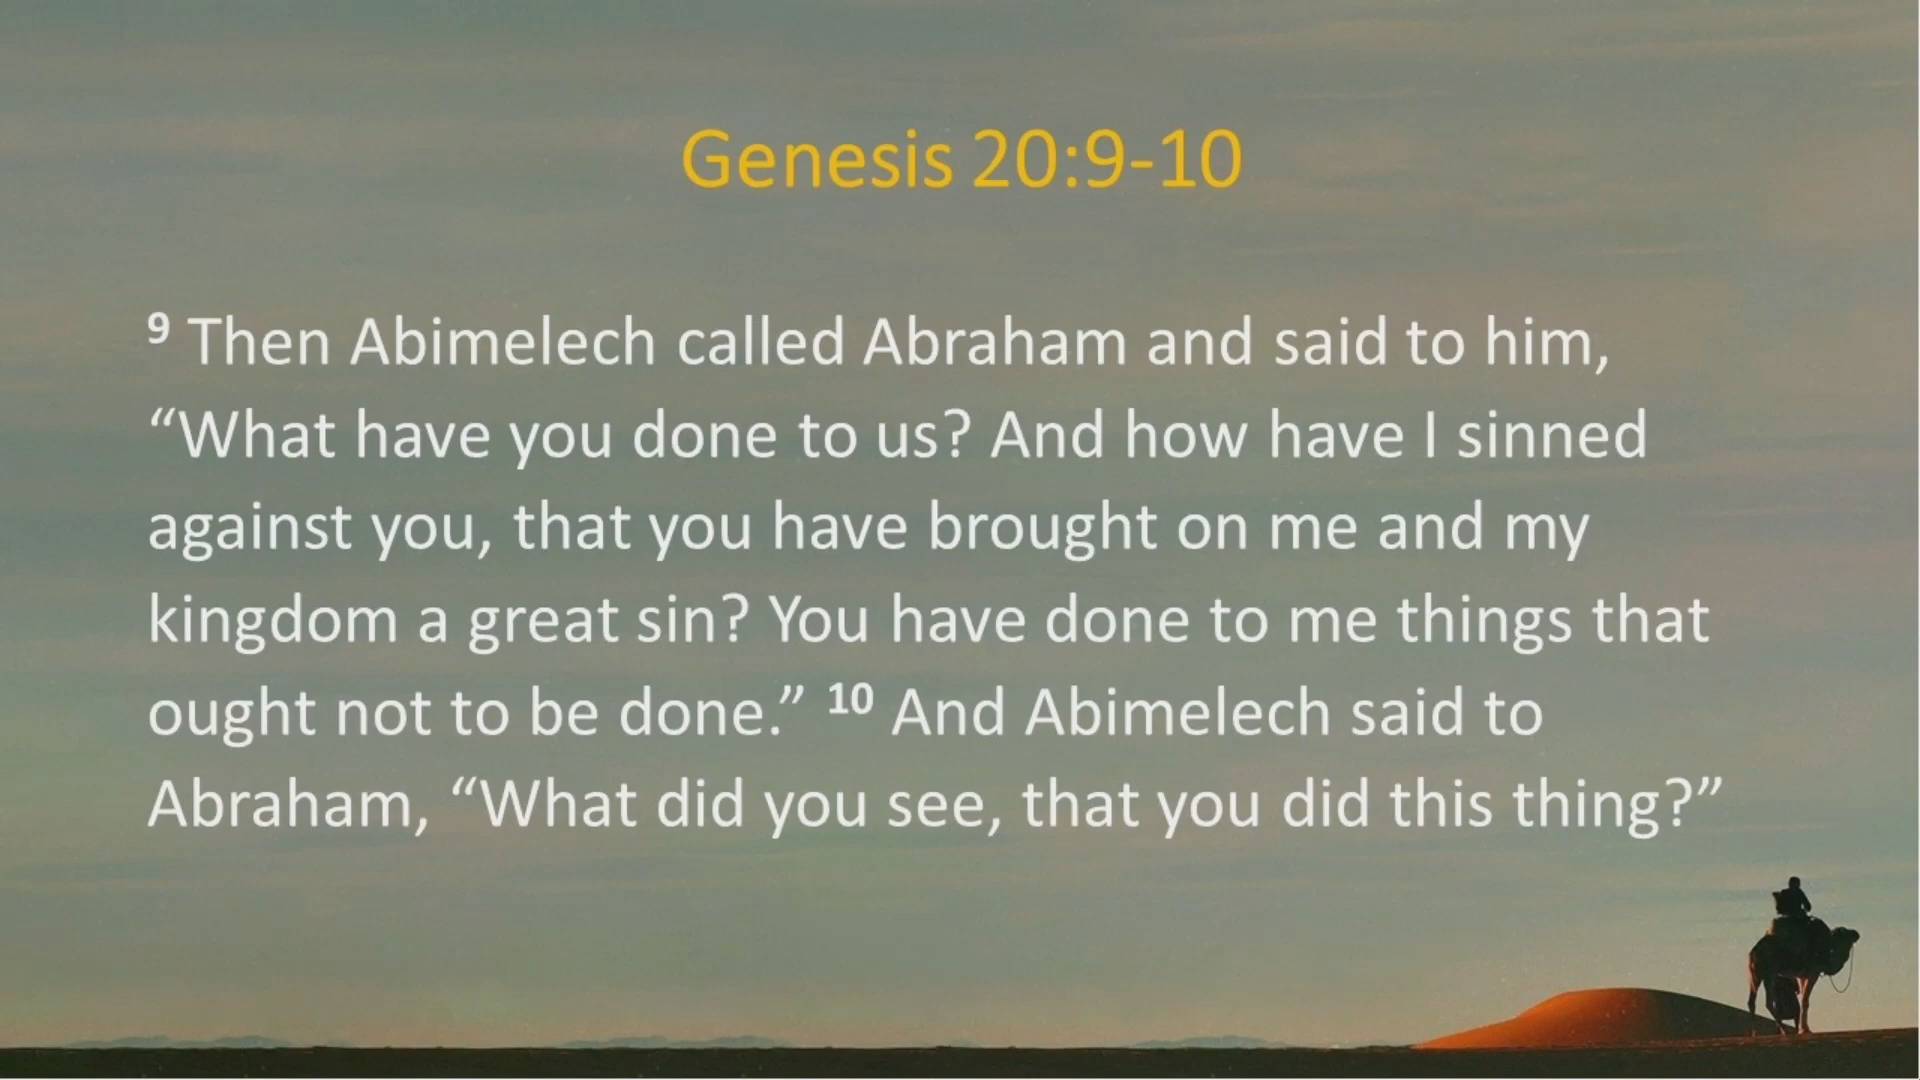 Genesis 20:9-10
9 Then Abimelech called Abraham and said to him,
“What have you done to us? And how have I sinned
against you, that you have brought on me and my
kingdom a great sin? You have done to me things that
ought not to be done.” 10 And Abimelech said to
Abraham, “What did you see, that you did this thing?”